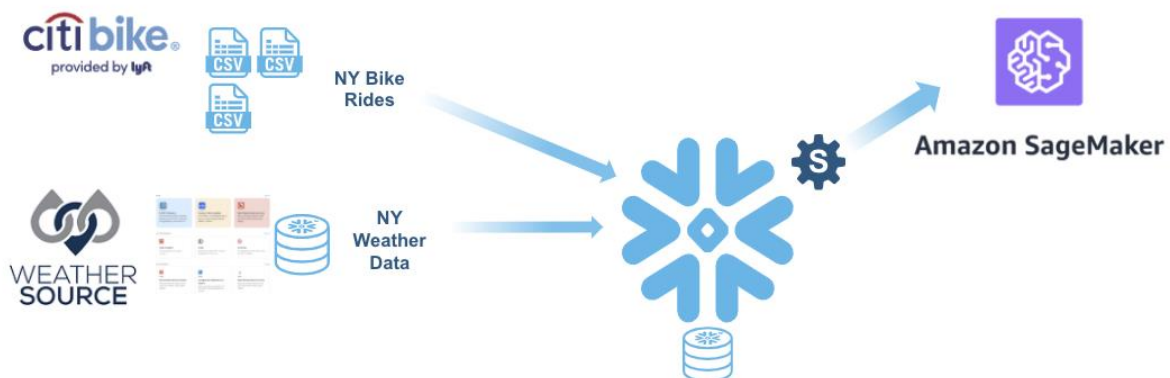 citi bike®
provided by lyft
CSV
CSV
CSV
NY Bike
Rides
S
Amazon SageMaker
WEATHER
SOURCE
NY
Weather
Data